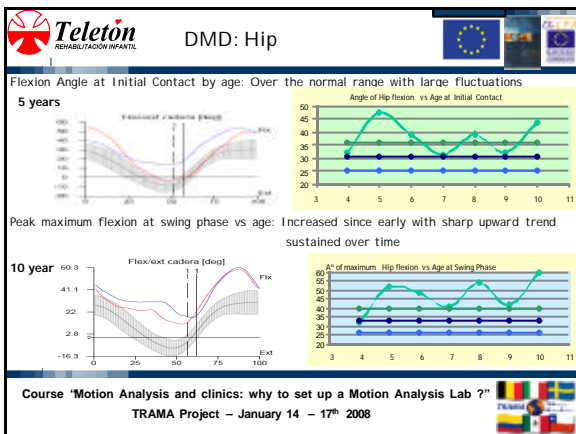 Teletón
REHABILITACIÓN INFANTIL
DMD: Hip
Flexion Angle at Initial Contact by age: Over the normal range with large fluctuations
5 years
Flx
Ext
Angle of Hip flexion vs Age at Initial Contact
50
45
40
35
30
25
20
3 4 5 6 7 8 9 10 11
Peak maximum flexion at swing phase vs age: Increased since early with sharp upward trend
sustained over time
10 year
Flex/ext cadera [deg]
60.3
41.1
22.
2.8
-16.3
Flx
Ext
0 25 50 75 100
Aº of maximum Hip flexion vs Age at Swing Phase
60
55
50
45
40
35
30
25
20
3 4 5 6 7 8 9 10 11
Course “Motion Analysis and clinics: why to set up a Motion Analysis Lab ?”
TRAMA Project – January 14 – 17th 2008
TRAMA